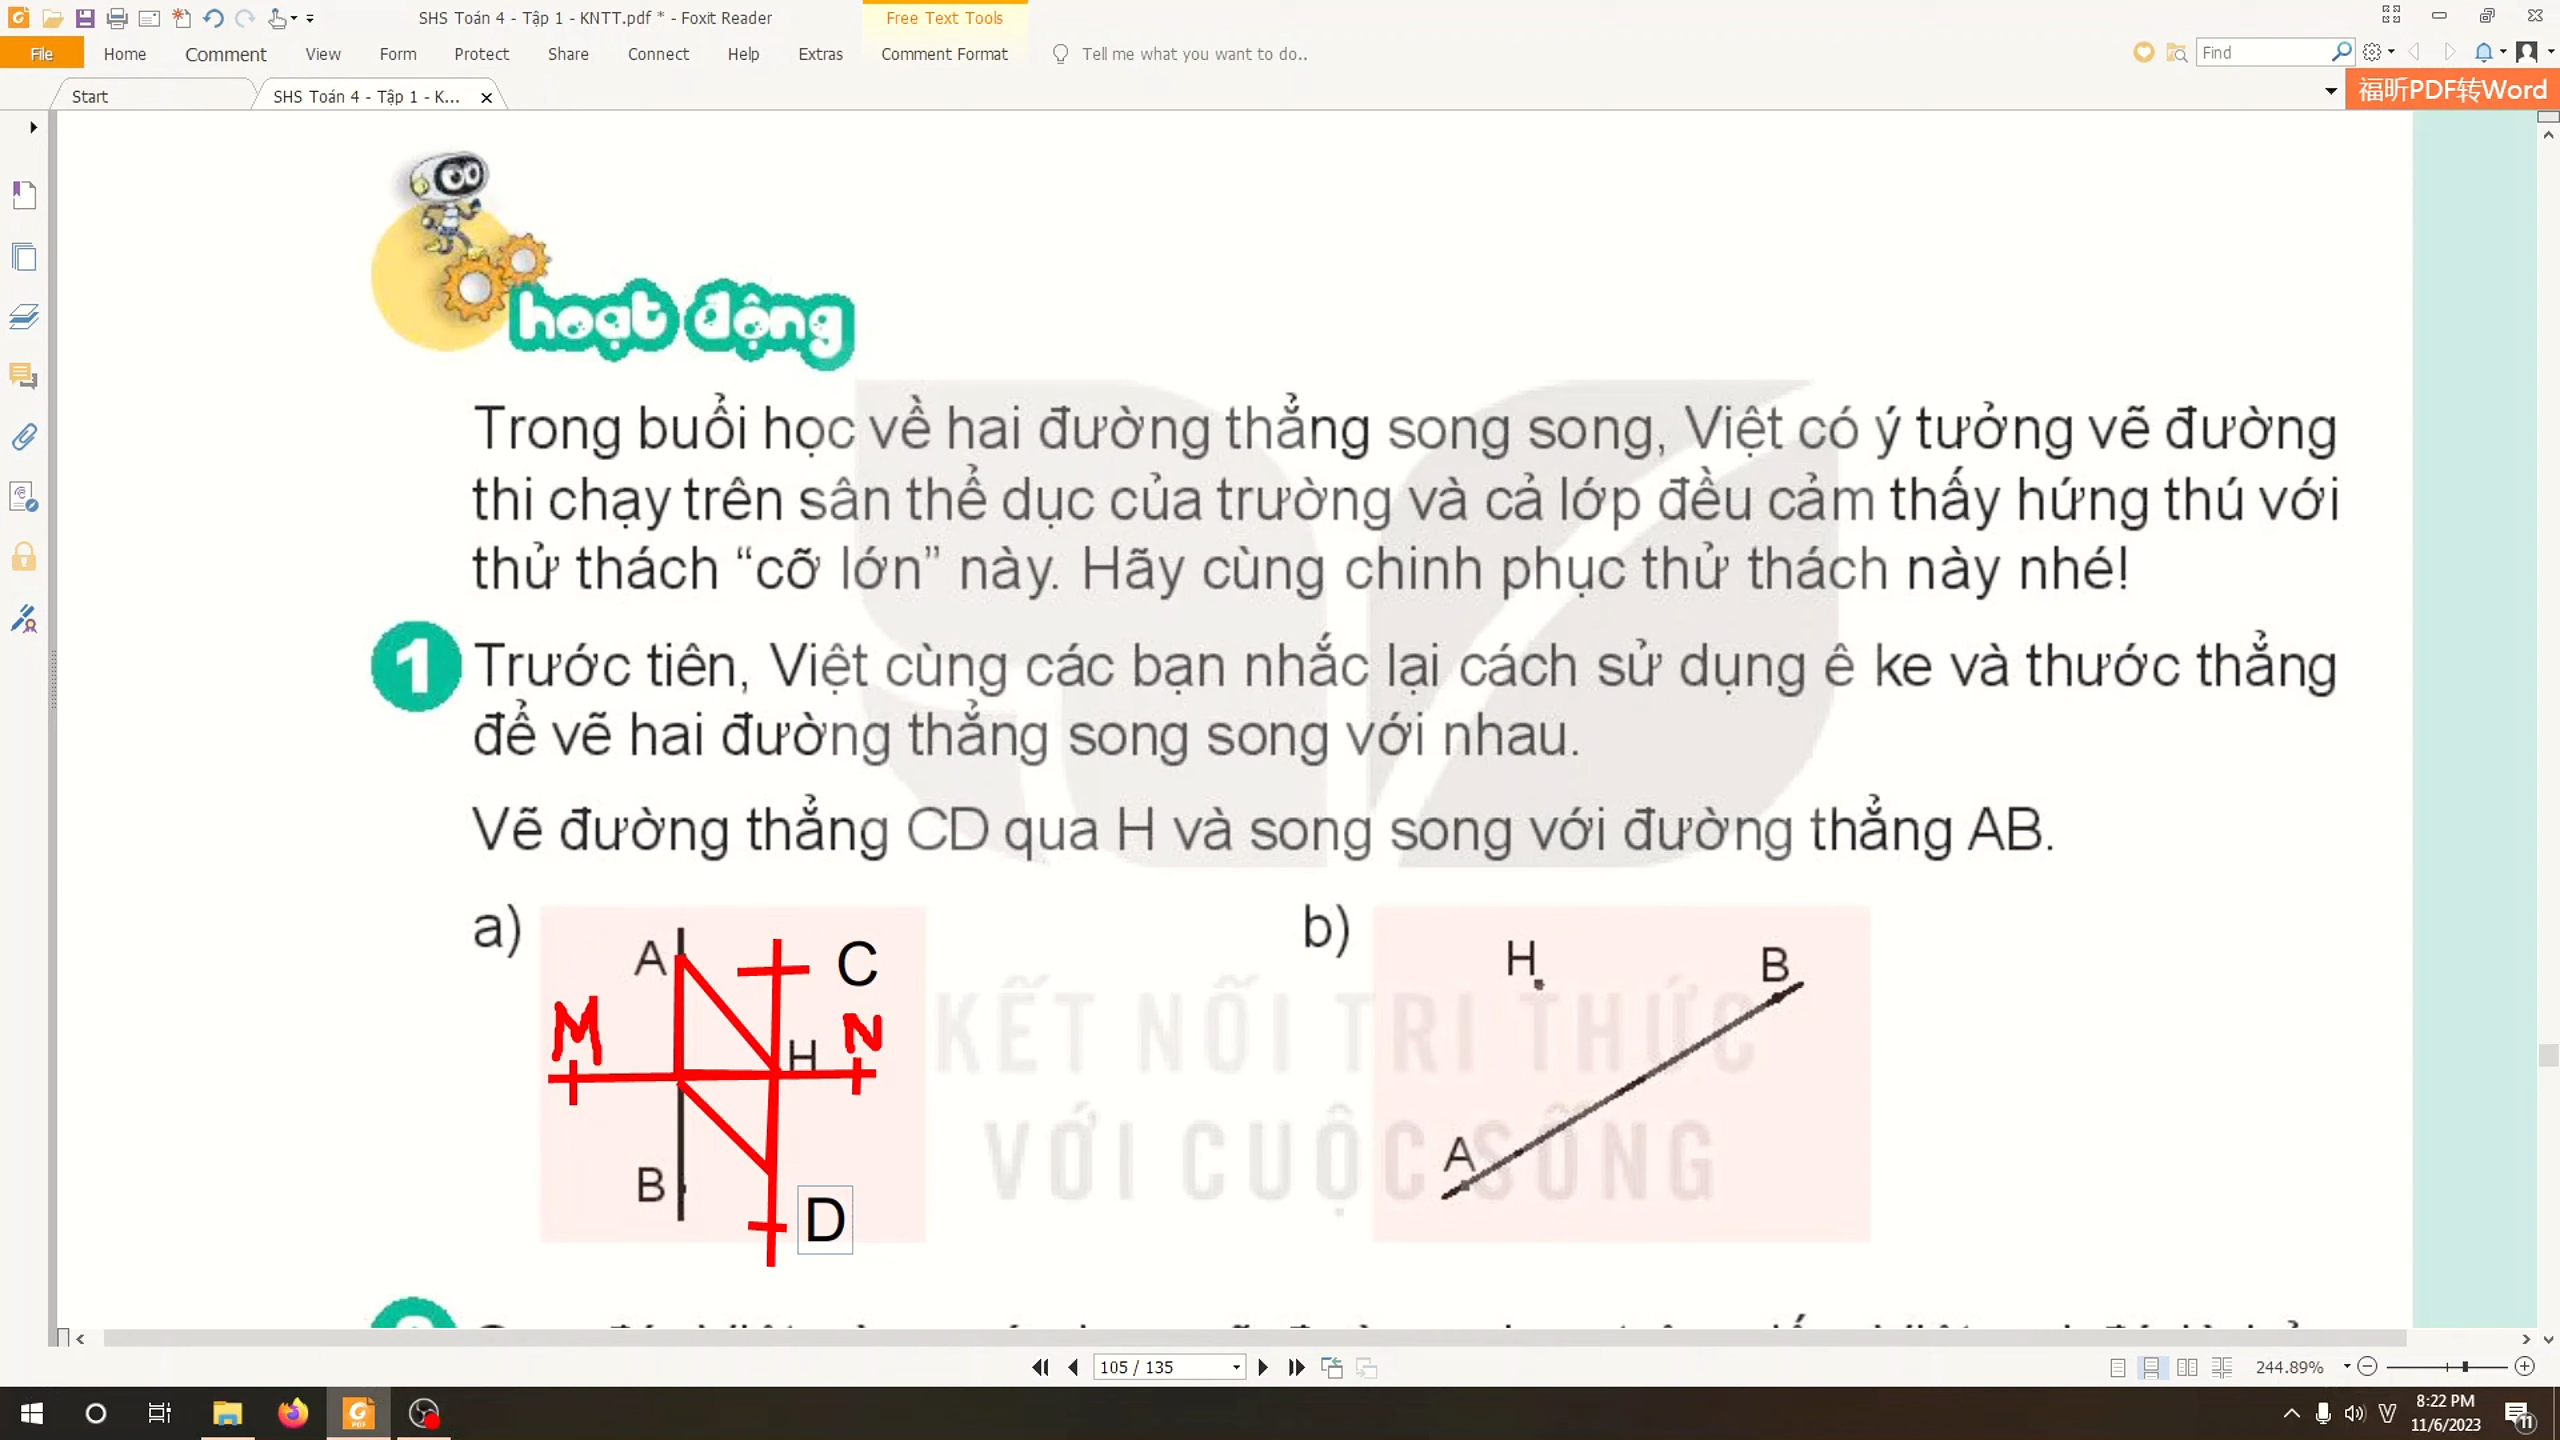 SHS Toán 4 - Tập 1 - KNTT.pdf * - Foxit Reader
Free Text Tools
File Home Comment View Form Protect Share Connect Help Extras Comment Format Tell me what you want to do.. Find
Start SHS Toán 4 - Tập 1 - K...
福昕PDF转Word
hoạt động
Trong buổi học về hai đường thẳng song song, Việt có ý tưởng vẽ đường
thi chạy trên sân thể dục của trường và cả lớp đều cảm thấy hứng thú với
thử thách “cỡ lớn” này. Hãy cùng chinh phục thử thách này nhé!
1 Trước tiên, Việt cùng các bạn nhắc lại cách sử dụng ê ke và thước thẳng
để vẽ hai đường thẳng song song với nhau.
Vẽ đường thẳng CD qua H và song song với đường thẳng AB.
a) A C
M H N
B D
b) H B
A
KẾT NỐI TRI THỨC
VỚI CUỘC SỐNG
105 / 135
244.89%
8:22 PM
11/6/2023
11